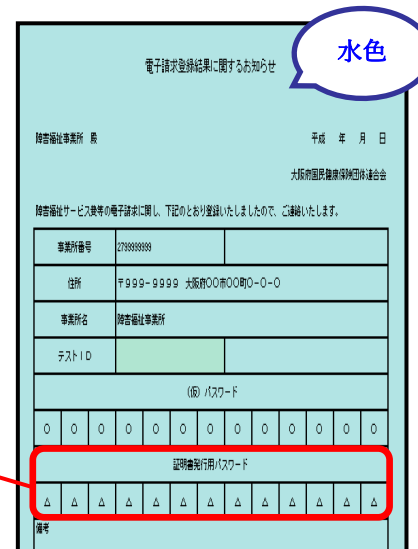 水色
電子請求登録結果に関するお知らせ
障害福祉事業所 殿
平成 年 月 日
大阪府国民健康保険団体連合会
障害福祉サービス費等の電子請求に関し、下記のとおり登録いたしましたので、ご連絡いたします。
事業所番号 2799999999
住所 〒999-9999 大阪府〇〇市〇〇町〇-〇-〇
事業所名 障害福祉事業所
テストID
(仮) パスワード
○ ○ ○ ○ ○ ○ ○ ○ ○ ○ ○ ○ ○
証明書発行用パスワード
△ △ △ △ △ △ △ △ △ △ △ △ △
備考